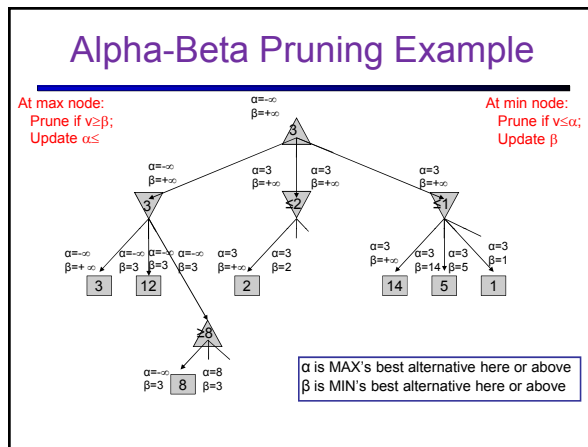 Alpha-Beta Pruning Example
At max node:
Prune if v≥β;
Update α≤
At min node:
Prune if v≤α;
Update β
α=-∞
β=+∞
3
α=-∞
β=+∞
α=3
β=+∞
α=3
β=+∞
α=3
β=+∞
3
≤2
≤1
α=-∞
β=+∞
α=-∞
β=3
α=-∞
β=3
α=-∞
β=3
α=3
β=+∞
α=3
β=2
α=3
β=+∞
α=3
β=14
α=3
β=5
α=3
β=1
3
12
2
14
5
1
≥8
α=-∞
β=3
8
α=8
β=3
α is MAX's best alternative here or above
β is MIN's best alternative here or above